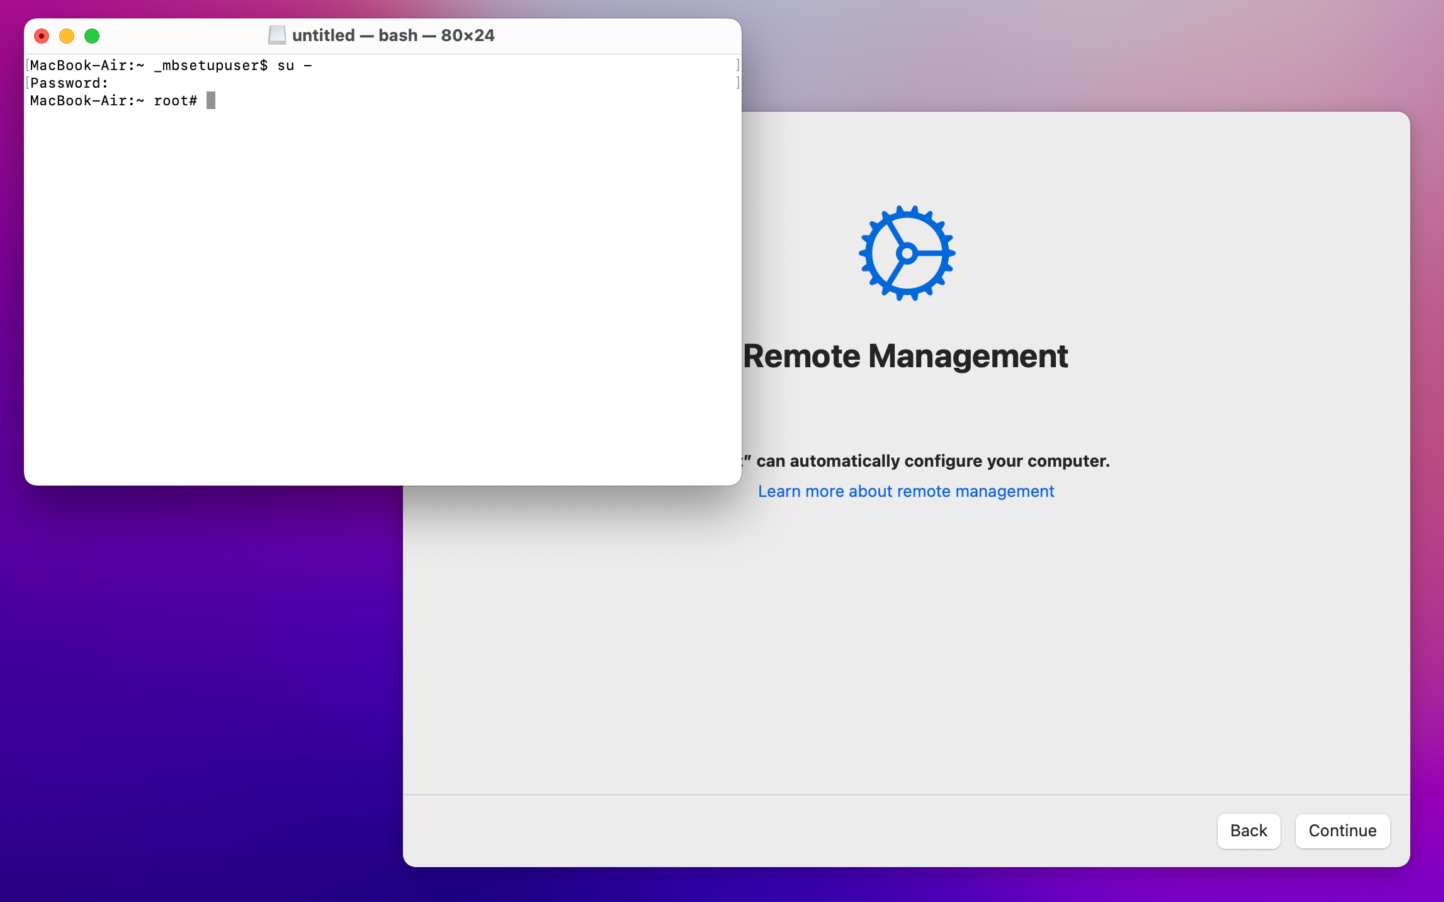 untitled — bash — 80×24
[MacBook-Air:~ _mbsetupuser$ su - ]
[Password: ]
MacBook-Air:~ root#
Remote Management
" can automatically configure your computer.
Learn more about remote management
Back Continue